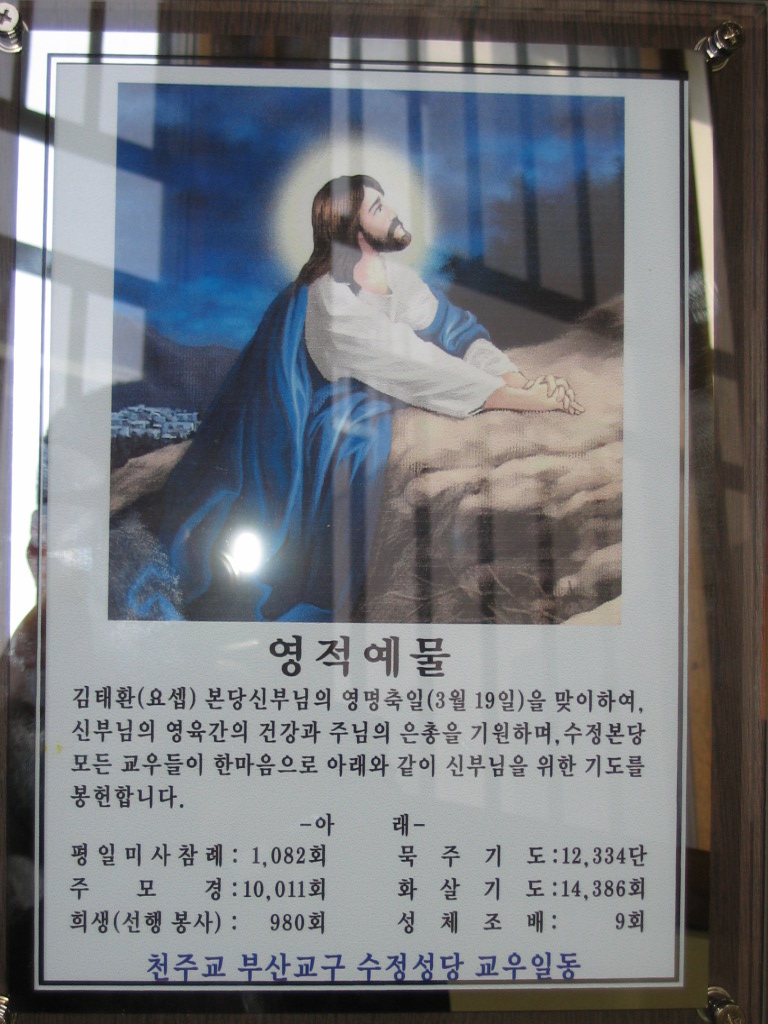 영적예물
김태환(요셉) 본당신부님의 영명축일(3월 19일)을 맞이하여,
신부님의 영육간의 건강과 주님의 은총을 기원하며,수정본당
모든 교우들이 한마음으로 아래와 같이 신부님을 위한 기도를
봉헌합니다.
-아 래-
평일미사참례: 1,082회 묵 주 기 도:12,334단
주 모 경:10,011회 화 살 기 도:14,386회
희생(선행봉사): 980회 성 체 조 배: 9회
천주교 부산교구 수정성당 교우일동